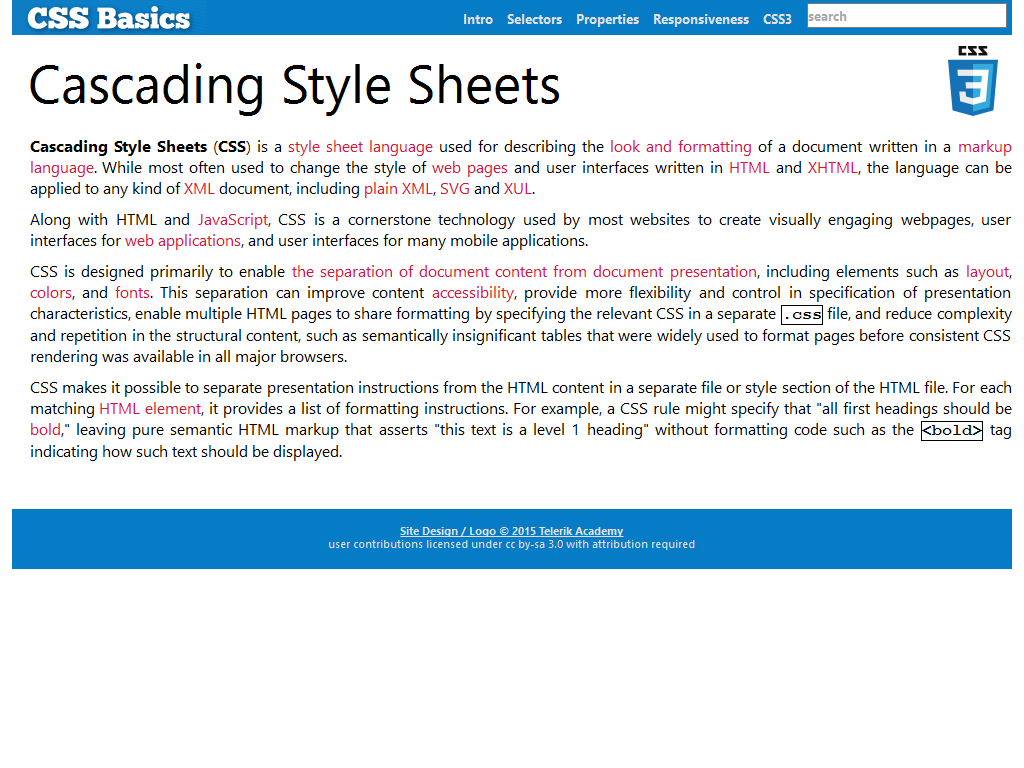 CSS Basics
Intro Selectors Properties Responsiveness CSS3 search
CSS
3
Cascading Style Sheets
Cascading Style Sheets (CSS) is a style sheet language used for describing the look and formatting of a document written in a markup
language. While most often used to change the style of web pages and user interfaces written in HTML and XHTML, the language can be
applied to any kind of XML document, including plain XML, SVG and XUL.
Along with HTML and JavaScript, CSS is a cornerstone technology used by most websites to create visually engaging webpages, user
interfaces for web applications, and user interfaces for many mobile applications.
CSS is designed primarily to enable the separation of document content from document presentation, including elements such as layout,
colors, and fonts. This separation can improve content accessibility, provide more flexibility and control in specification of presentation
characteristics, enable multiple HTML pages to share formatting by specifying the relevant CSS in a separate .css file, and reduce complexity
and repetition in the structural content, such as semantically insignificant tables that were widely used to format pages before consistent CSS
rendering was available in all major browsers.
CSS makes it possible to separate presentation instructions from the HTML content in a separate file or style section of the HTML file. For each
matching HTML element, it provides a list of formatting instructions. For example, a CSS rule might specify that "all first headings should be
bold," leaving pure semantic HTML markup that asserts "this text is a level 1 heading" without formatting code such as the <bold> tag
indicating how such text should be displayed.
Site Design / Logo © 2015 Telerik Academy
user contributions licensed under cc by-sa 3.0 with attribution required